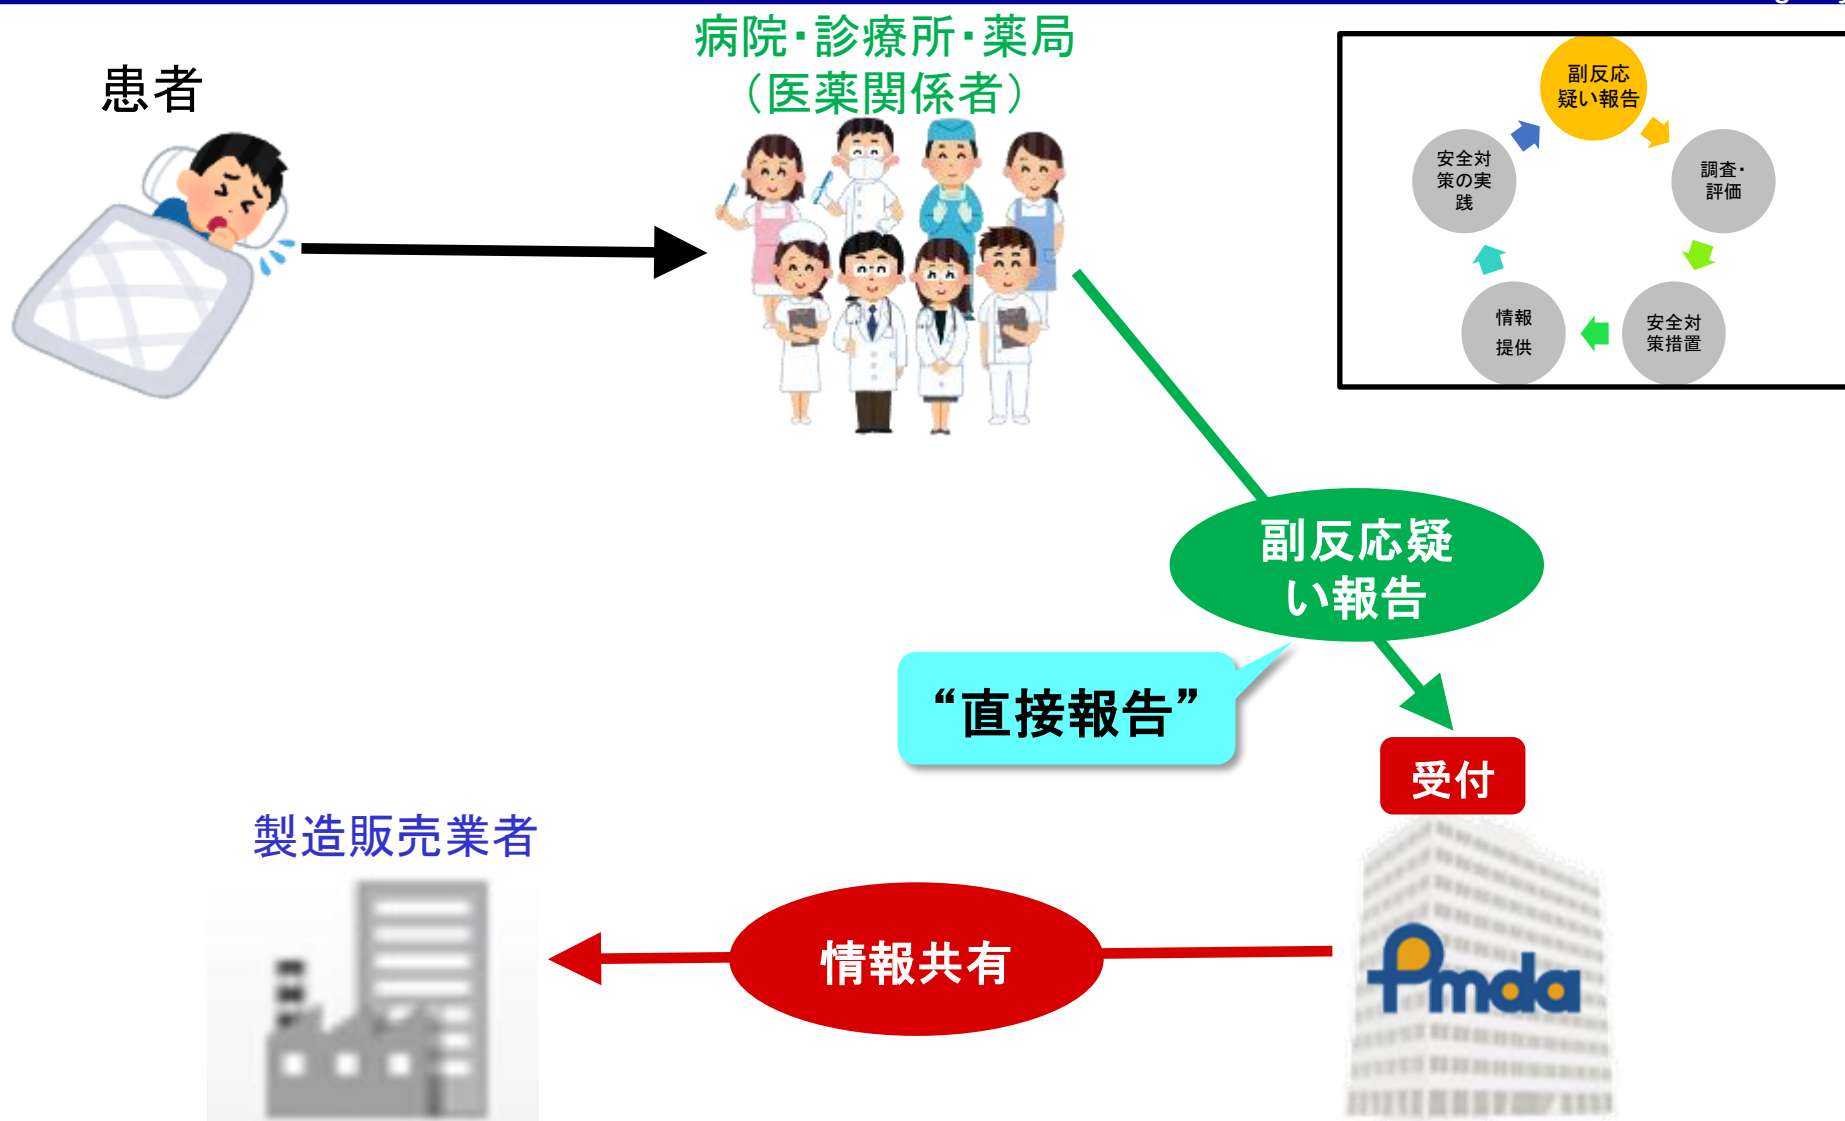 患者
病院・診療所・薬局
（医薬関係者）
副反応
疑い報告
調査・
評価
安全対
策措置
情報
提供
安全対
策の実
践
副反応疑
い報告
“直接報告”
受付
製造販売業者
情報共有
Pmda